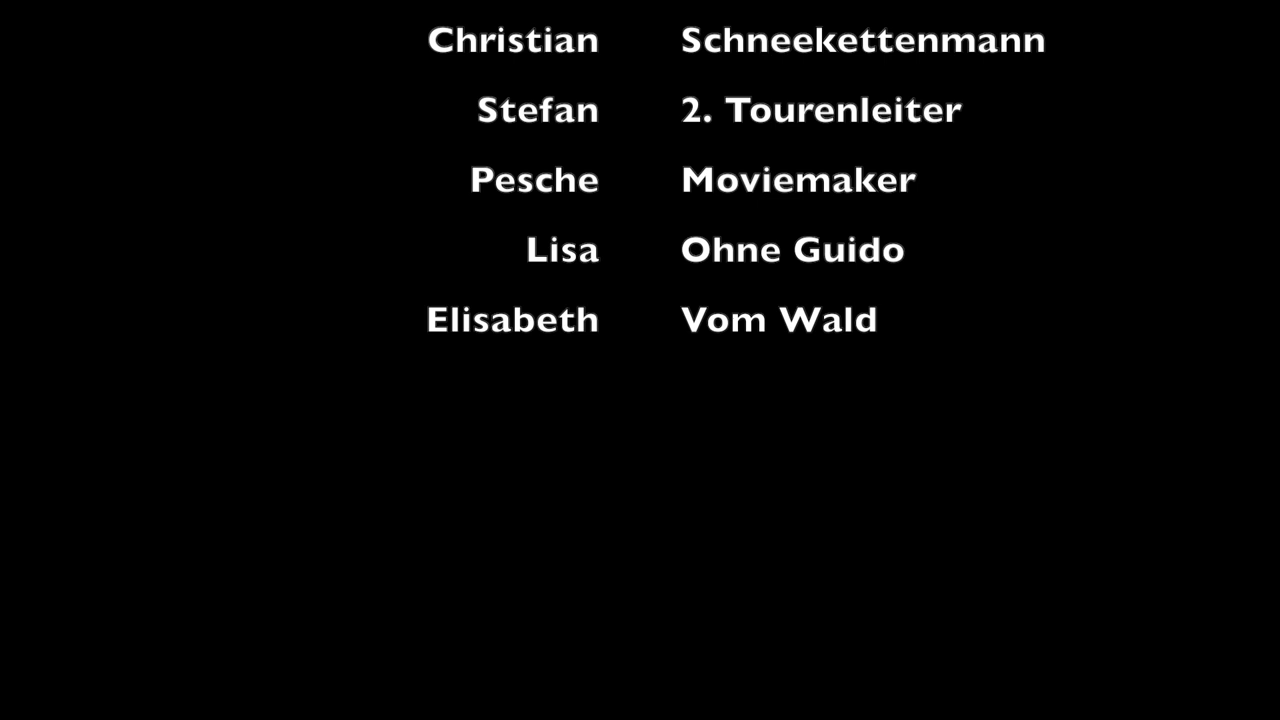 Christian Schneekettenmann
Stefan 2. Tourenleiter
Pesche Moviemaker
Lisa Ohne Guido
Elisabeth Vom Wald